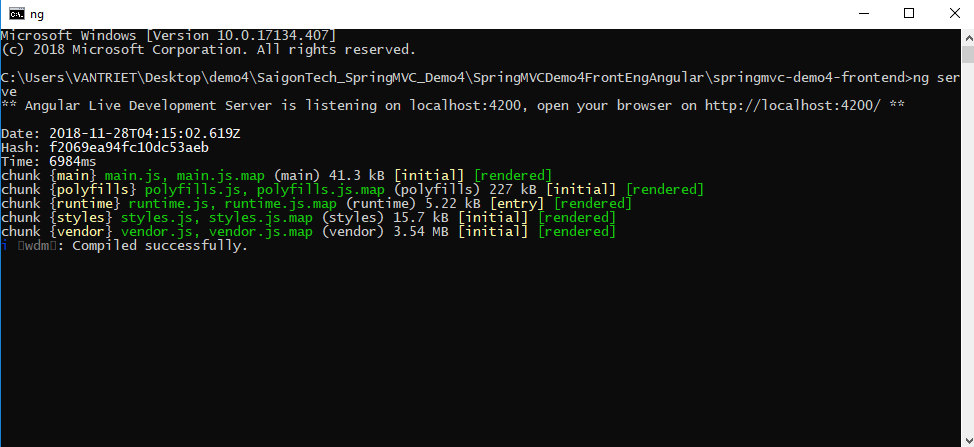 ng
Microsoft Windows [Version 10.0.17134.407]
(c) 2018 Microsoft Corporation. All rights reserved.
C:\Users\VANTRIET\Desktop\demo4\SaigonTech_SpringMVC_Demo4\SpringMVCDemo4FrontEngAngular\springmvc-demo4-frontend>ng ser
ve
** Angular Live Development Server is listening on localhost:4200, open your browser on http://localhost:4200/ **
Date: 2018-11-28T04:15:02.619Z
Hash: f2069ea94fc10dc53aeb
Time: 6984ms
chunk {main} main.js, main.js.map (main) 41.3 kB [initial] [rendered]
chunk {polyfills} polyfills.js, polyfills.js.map (polyfills) 227 kB [initial] [rendered]
chunk {runtime} runtime.js, runtime.js.map (runtime) 5.22 kB [entry] [rendered]
chunk {styles} styles.js, styles.js.map (styles) 15.7 kB [initial] [rendered]
chunk {vendor} vendor.js, vendor.js.map (vendor) 3.54 MB [initial] [rendered]
i 「wdm」: Compiled successfully.